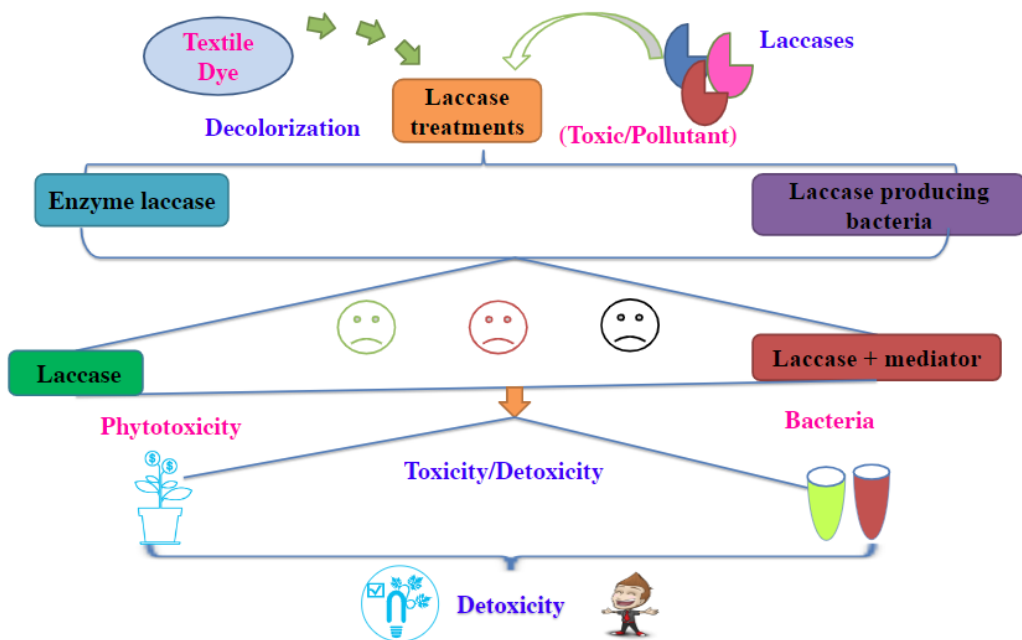 Textile
Dye
Laccases
Laccase
treatments
Decolorization
(Toxic/Pollutant)
Enzyme laccase
Laccase producing
bacteria
Laccase
Laccase + mediator
Phytotoxicity
Bacteria
$ $
Toxicity/Detoxicity
Detoxicity